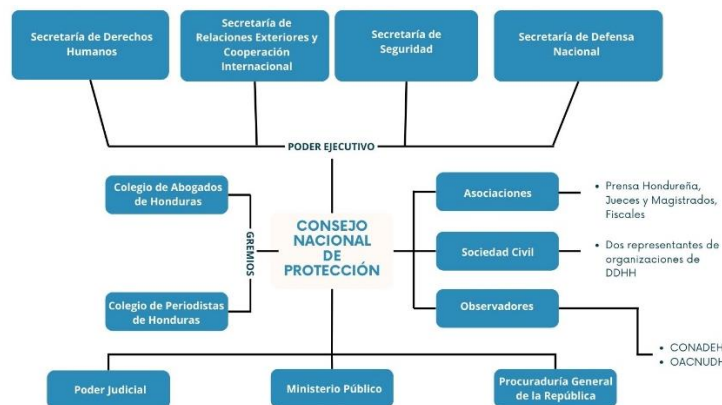 Secretaría de Derechos
Humanos
Secretaría de
Relaciones Exteriores y
Cooperación
Internacional
Secretaría de
Seguridad
Secretaría de Defensa
Nacional
PODER EJECUTIVO
Colegio de Abogados
de Honduras
GREMIOS
Colegio de Periodistas
de Honduras
CONSEJO
NACIONAL
DE
PROTECCIÓN
Asociaciones
• Prensa Hondureña,
Jueces y Magistrados,
Fiscales
Sociedad Civil
• Dos representantes de
organizaciones de
DDHH
Observadores
• CONADEH
• OACNUDH
Poder Judicial
Ministerio Público
Procuraduría General
de la República